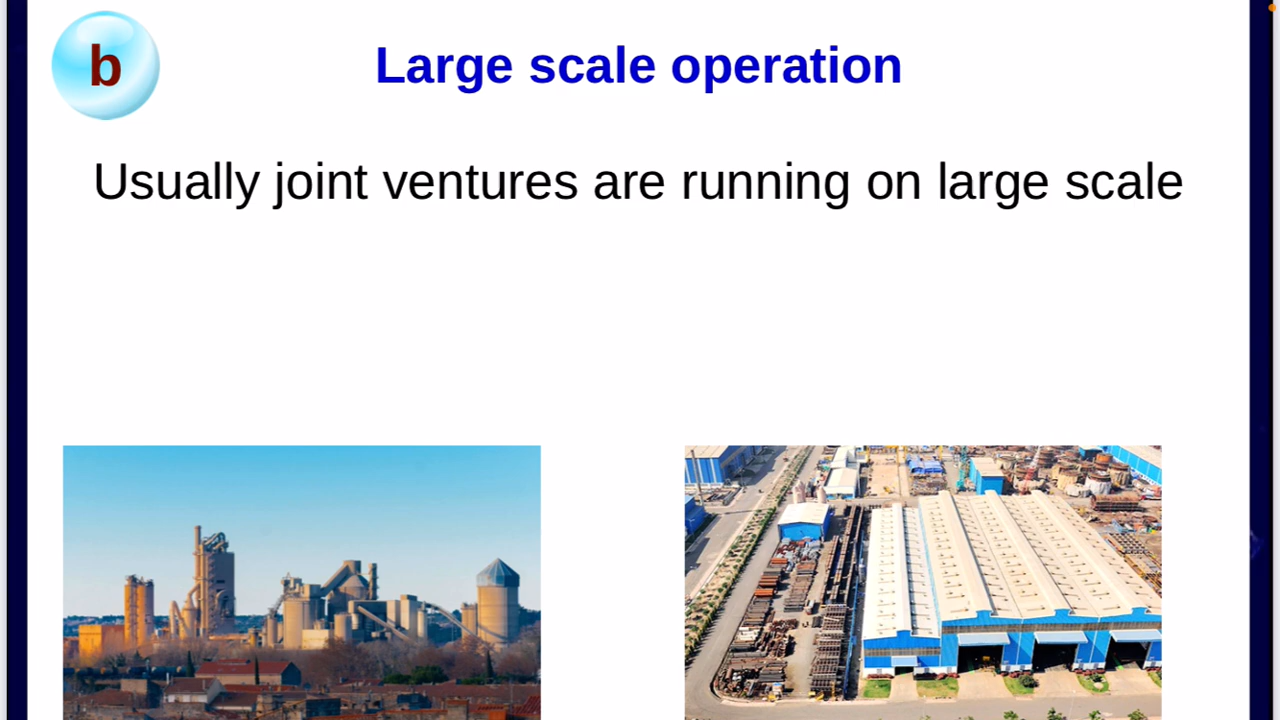 b
Large scale operation
Usually joint ventures are running on large scale